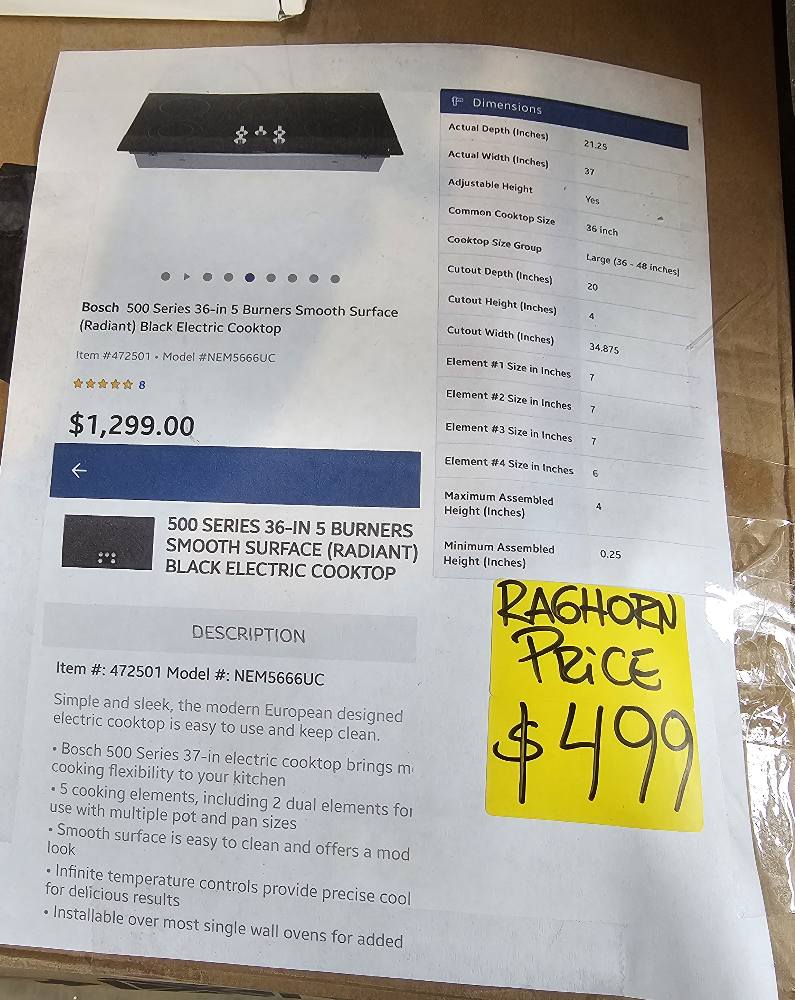 Bosch 500 Series 36-in 5 Burners Smooth Surface
(Radiant) Black Electric Cooktop
Item #472501 • Model #NEM5666UC
8
$1,299.00
500 SERIES 36-IN 5 BURNERS
SMOOTH SURFACE (RADIANT)
BLACK ELECTRIC COOKTOP
DESCRIPTION
Item #: 472501 Model #: NEM5666UC
Simple and sleek, the modern European designed
electric cooktop is easy to use and keep clean.
• Bosch 500 Series 37-in electric cooktop brings m
cooking flexibility to your kitchen
• 5 cooking elements, including 2 dual elements for
use with multiple pot and pan sizes
• Smooth surface is easy to clean and offers a mod
look
• Infinite temperature controls provide precise cool
for delicious results
• Installable over most single wall ovens for added
Dimensions
Actual Depth (Inches) 21.25
Actual Width (Inches) 37
Adjustable Height Yes
Common Cooktop Size 36 inch
Cooktop Size Group Large (36 - 48 inches)
Cutout Depth (Inches) 20
Cutout Height (Inches) 4
Cutout Width (Inches) 34.875
Element #1 Size in Inches 7
Element #2 Size in Inches 7
Element #3 Size in Inches 7
Element #4 Size in Inches 6
Maximum Assembled
Height (Inches) 4
Minimum Assembled
Height (Inches) 0.25
RAGHORN
PRiCE
$499